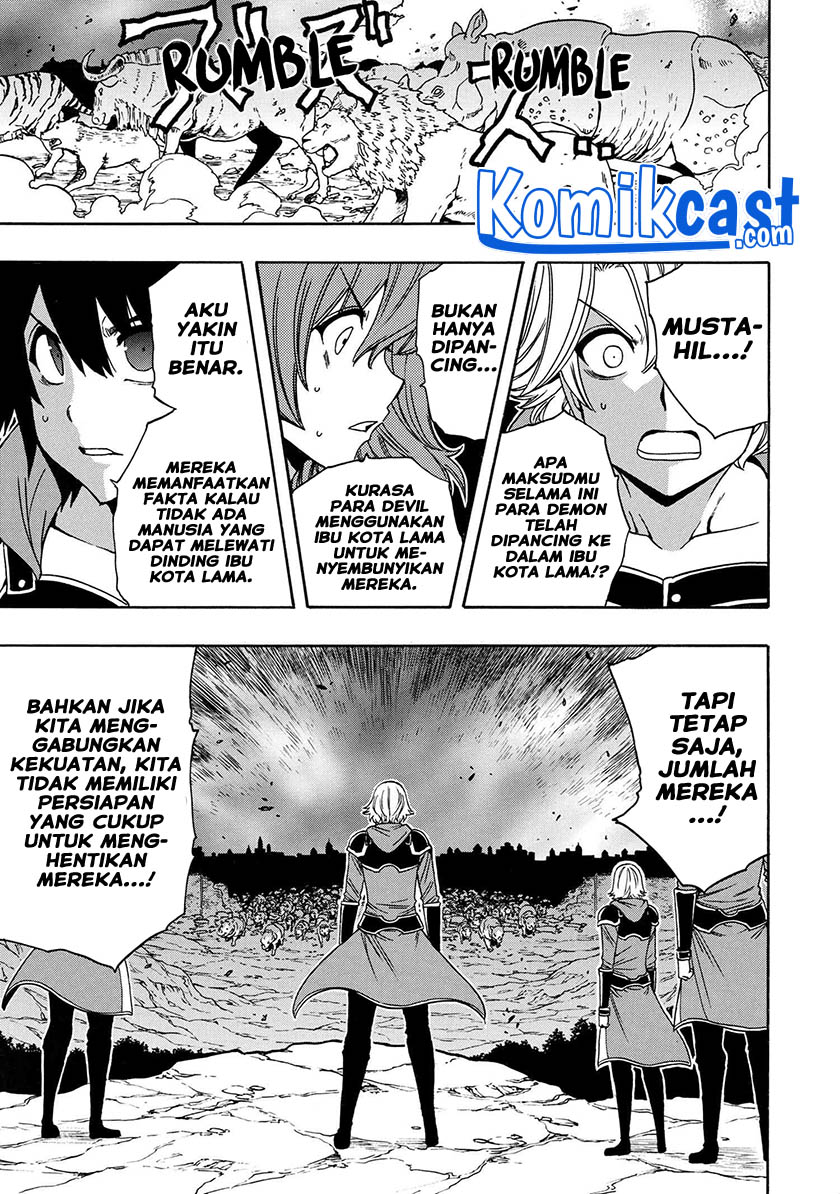 RUMBLE
RUMBLE
Komikcast
.com
MUSTA-
HIL....!
APA
MAKSUDMU
SELAMA INI
PARA DEMON
TELAH
DIPANCING KE
DALAM IBU
KOTA LAMA!?
BUKAN
HANYA
DIPAN-
CING...
KURASA
PARA DEVIL
MENGGUNAKAN
IBU KOTA LAMA
UNTUK ME-
NYEMBUNYIKAN
MEREKA.
AKU
YAKIN
ITU
BENAR.
MEREKA
MEMANFAATKAN
FAKTA KALAU
TIDAK ADA
MANUSIA YANG
DAPAT MELEWATI
DINDING IBU
KOTA LAMA.
TAPI
TETAP
SAJA,
JUMLAH
MEREKA
....!
BAHKAN JIKA
KITA MENG-
GABUNGKAN
KEKUATAN, KITA
TIDAK MEMILIKI
PERSIAPAN
YANG CUKUP
UNTUK MENG-
HENTIKAN
MEREKA....!